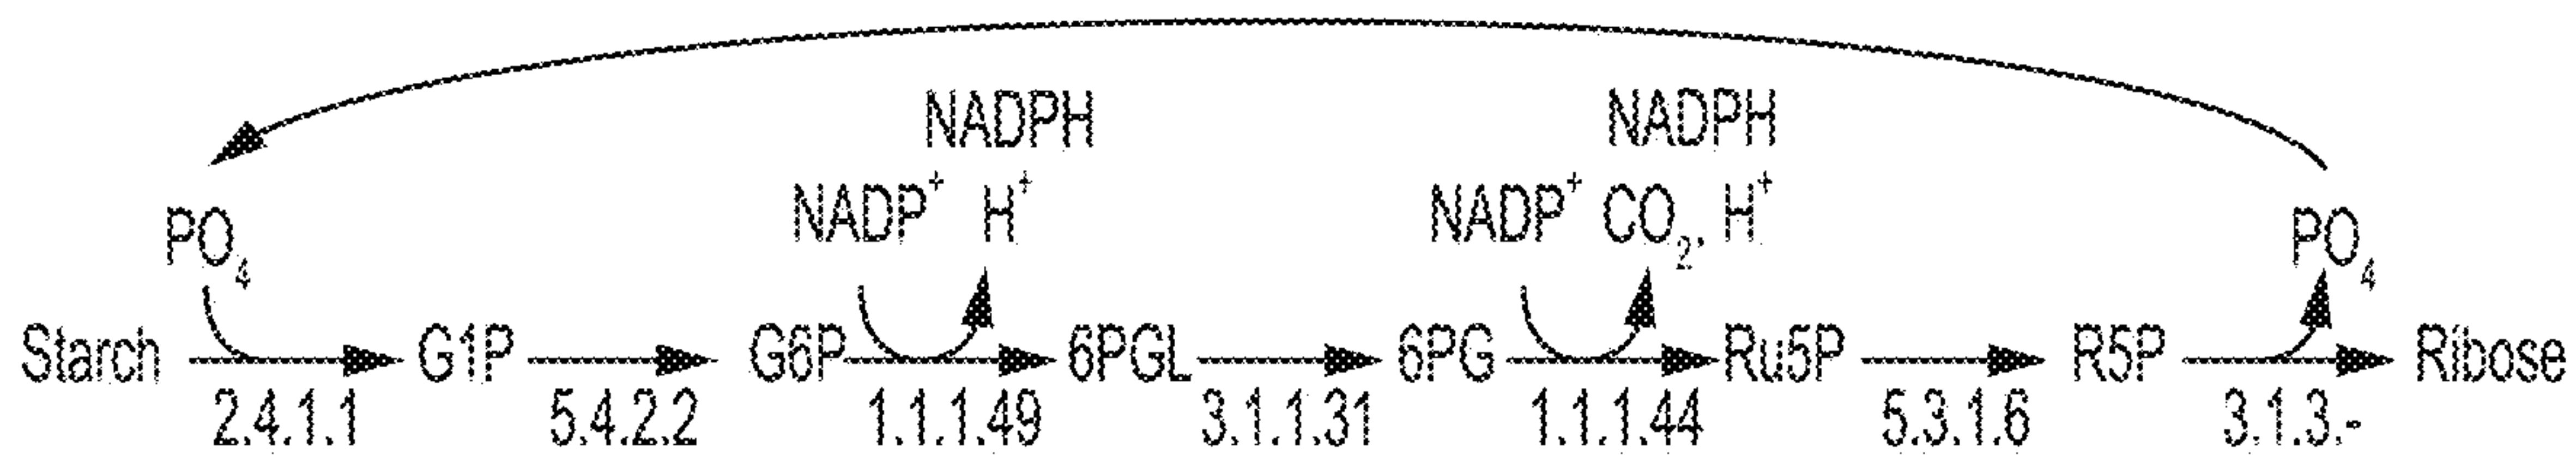 NADPH NADPH
NADP⁺ H⁺ NADP⁺ CO₂, H⁺
PO₄ PO₄
Starch G1P G6P 6PGL 6PG Ru5P R5P Ribose
2.4.1.1 5.4.2.2 1.1.1.49 3.1.1.31 1.1.1.44 5.3.1.6 3.1.3.-